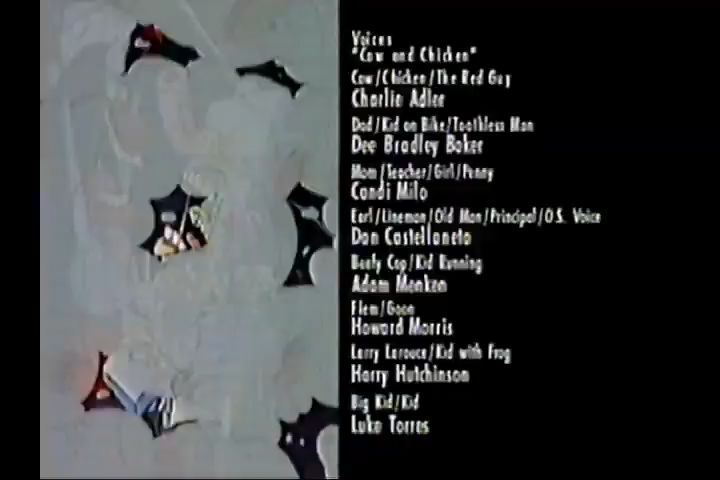 Voices
"Cow and Chicken"
Cow/Chicken/The Red Guy
Charlie Adler
Dad/Kid on Bike/Toothless Man
Dee Bradley Baker
Mom/Teacher/Girl/Penny
Candi Milo
Earl/Lineman/Old Man/Principal/O.S. Voice
Dan Castellaneta
Beefy Cop/Kid Running
Adam Menken
Flem/Goon
Howard Morris
Larry Larouce/Kid with Frog
Harry Hutchinson
Big Kid/Kid
Luke Torres